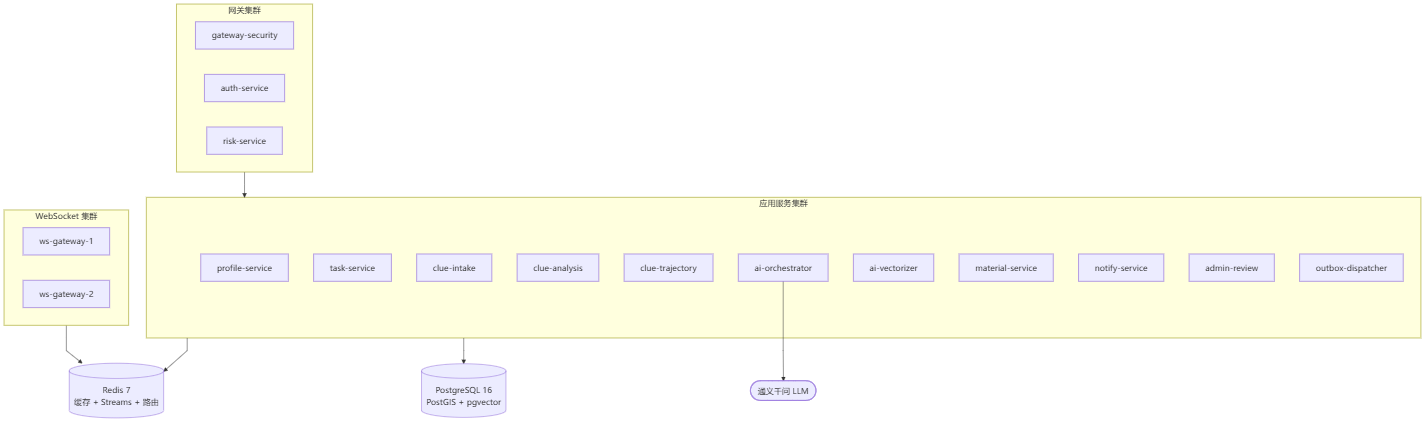 网关集群
gateway-security
auth-service
risk-service
WebSocket 集群
ws-gateway-1
ws-gateway-2
应用服务集群
profile-service
task-service
clue-intake
clue-analysis
clue-trajectory
ai-orchestrator
ai-vectorizer
material-service
notify-service
admin-review
outbox-dispatcher
Redis 7
缓存 + Streams + 路由
PostgreSQL 16
PostGIS + pgvector
通义千问 LLM